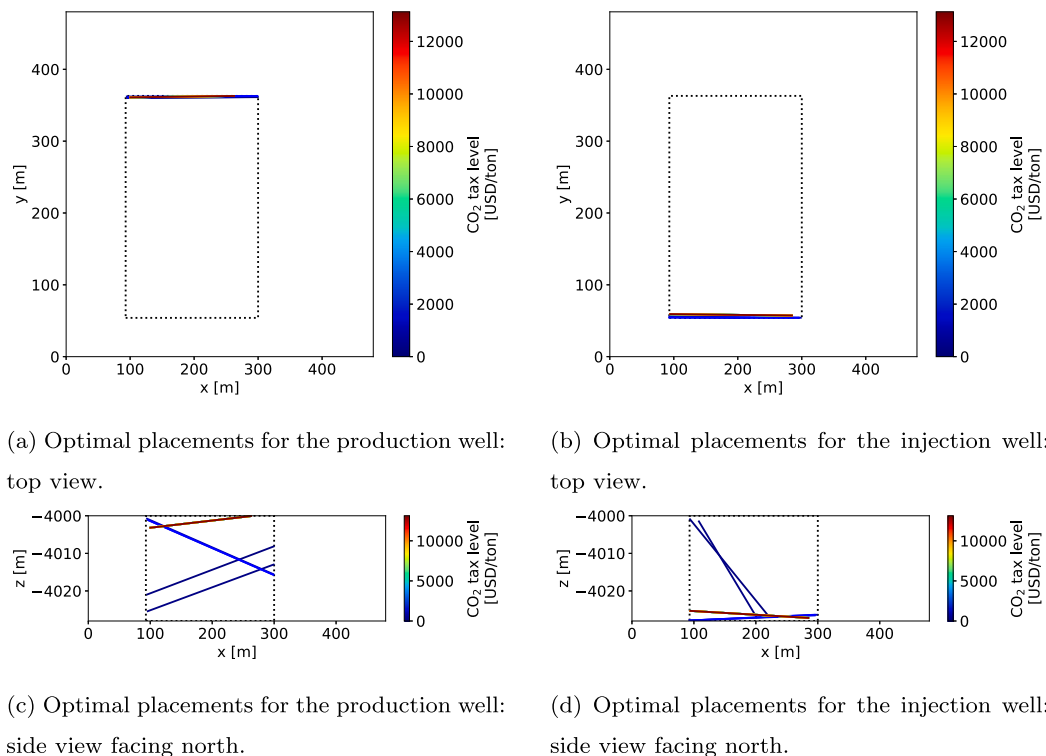 12000
10000
8000
6000
4000
2000
0
CO₂ tax level
[USD/ton]
400
300
200
100
0
y [m]
0 100 200 300 400
x [m]
12000
10000
8000
6000
4000
2000
0
CO₂ tax level
[USD/ton]
400
300
200
100
0
y [m]
0 100 200 300 400
x [m]
(a) Optimal placements for the production well:
top view.
(b) Optimal placements for the injection well:
top view.
−4000
−4010
−4020
z [m]
0 100 200 300 400
x [m]
10000
5000
0
CO₂ tax level
[USD/ton]
−4000
−4010
−4020
z [m]
0 100 200 300 400
x [m]
10000
5000
0
CO₂ tax level
[USD/ton]
(c) Optimal placements for the production well:
side view facing north.
(d) Optimal placements for the injection well:
side view facing north.